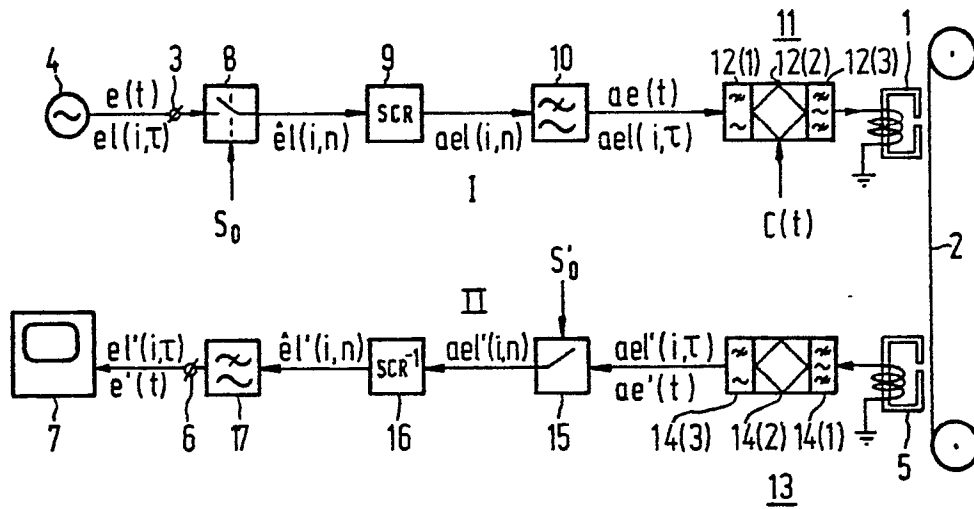 4 3 8 9 10 11 1
12(1) 12(2) 12(3)
e(t)
el(i,τ)
êl(i,n)
SCR
ael(i,n)
ae(t)
ael(i,τ)
S₀
I
C(t)
2
II
S₀'
el'(i,τ)
e'(t)
êl'(i,n)
SCR⁻¹
ael'(i,n)
ael'(i,τ)
ae'(t)
7 6 17 16 15
14(3) 14(2) 14(1) 5
13